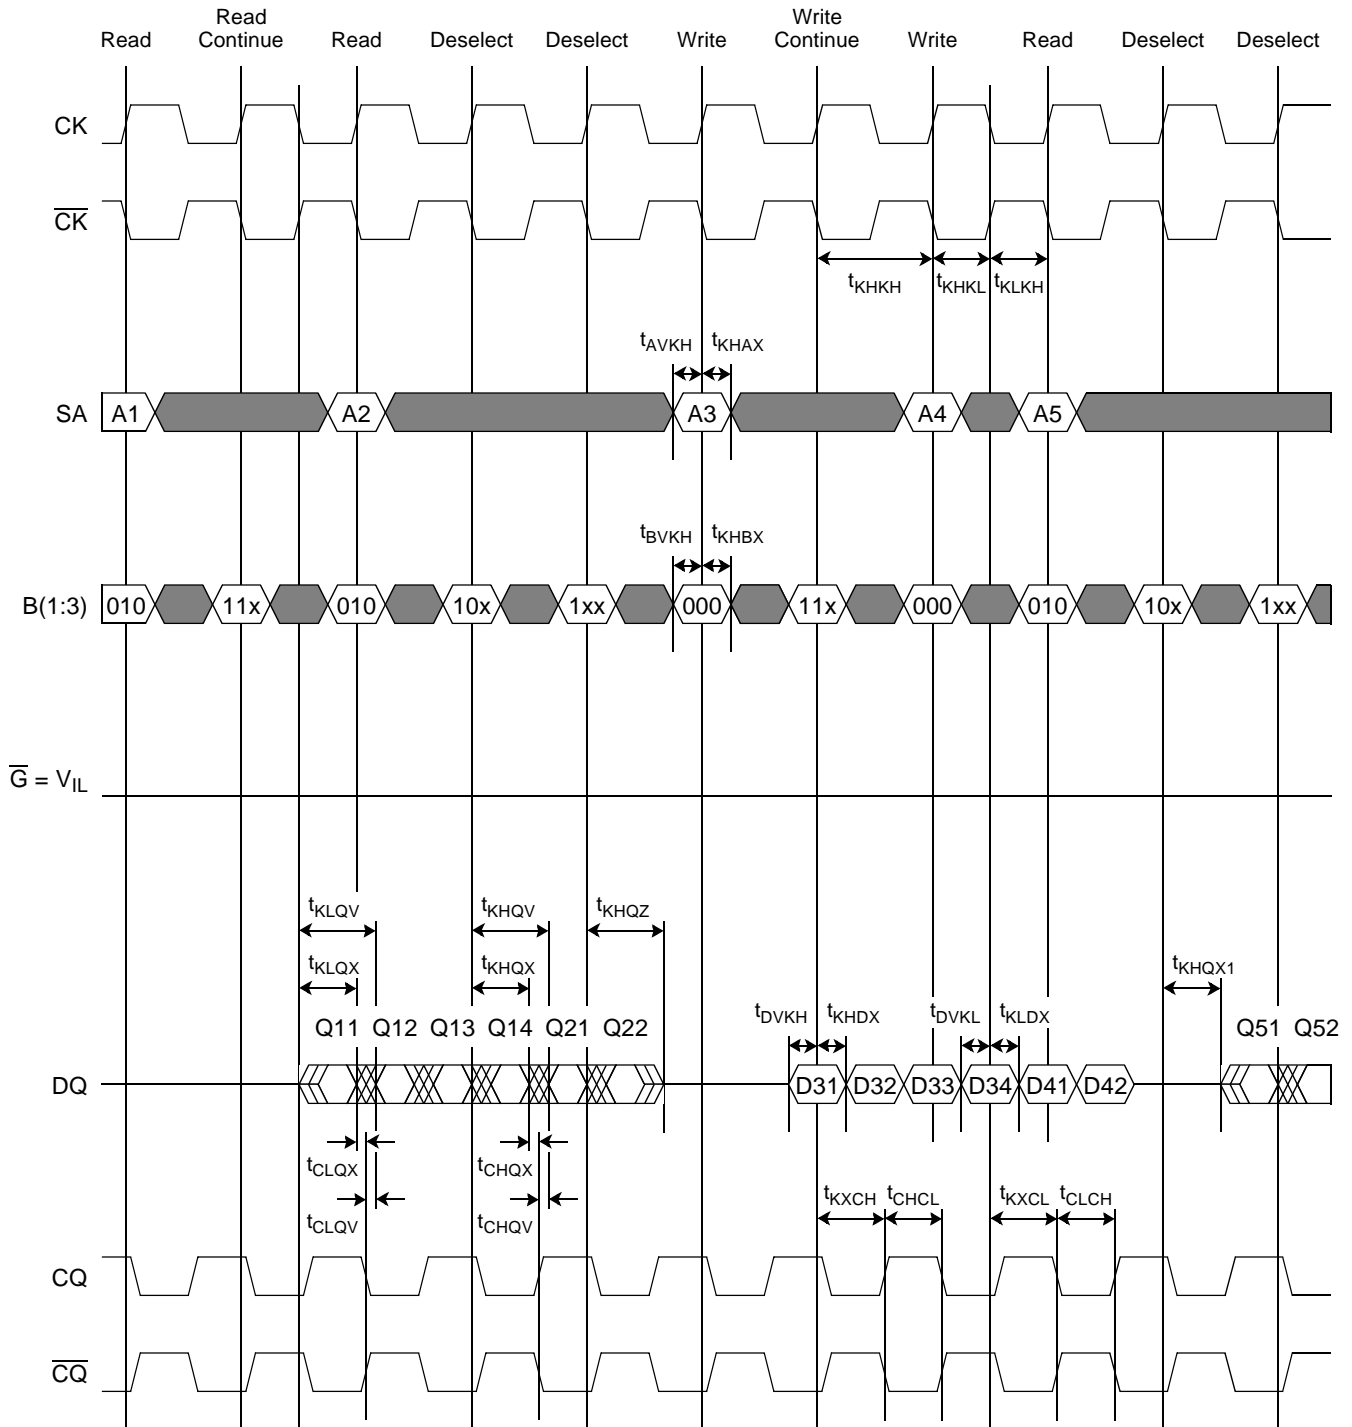 Read
Read
Continue
Read
Deselect
Deselect
Write
Write
Continue
Write
Read
Deselect
Deselect
CK
CK
tKHKH
tKHKL
tKLKH
tAVKH
tKHAX
SA
A1
A2
A3
A4
A5
tBVKH
tKHBX
B(1:3)
010
11x
010
10x
1xx
000
11x
000
010
10x
1xx
G = VIL
tKLQV
tKHQV
tKHQZ
tKLQX
tKHQX
tKHQX1
tDVKH
tKHDX
tDVKL
tKLDX
Q11
Q12
Q13
Q14
Q21
Q22
Q51
Q52
DQ
D31
D32
D33
D34
D41
D42
tCLQX
tCHQX
tCLQV
tCHQV
tKXCH
tCHCL
tKXCL
tCLCH
CQ
CQ